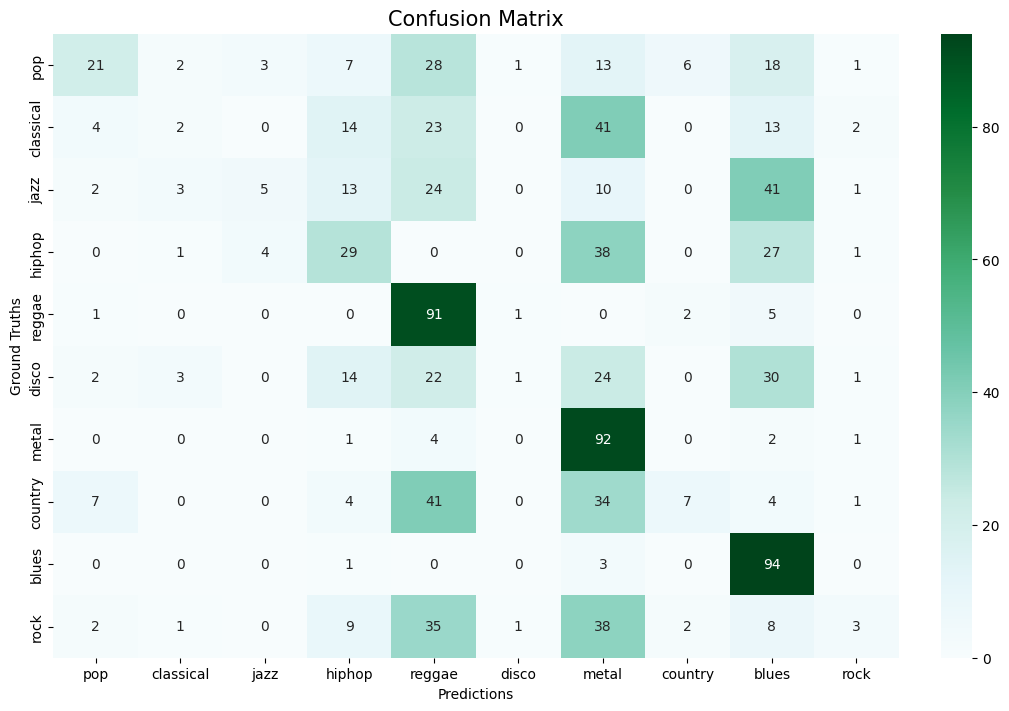 Confusion Matrix
Ground Truths
pop 21 2 3 7 28 1 13 6 18 1
classical 4 2 0 14 23 0 41 0 13 2
jazz 2 3 5 13 24 0 10 0 41 1
hiphop 0 1 4 29 0 0 38 0 27 1
reggae 1 0 0 0 91 1 0 2 5 0
disco 2 3 0 14 22 1 24 0 30 1
metal 0 0 0 1 4 0 92 0 2 1
country 7 0 0 4 41 0 34 7 4 1
blues 0 0 0 1 0 0 3 0 94 0
rock 2 1 0 9 35 1 38 2 8 3
pop classical jazz hiphop reggae disco metal country blues rock
Predictions
80
60
40
20
0